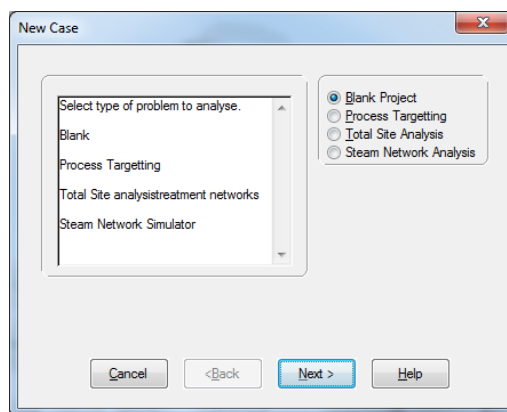 New Case
Select type of problem to analyse.
Blank
Process Targetting
Total Site analysistreatment networks
Steam Network Simulator
Blank Project
Process Targetting
Total Site Analysis
Steam Network Analysis
Cancel
<Back
Next >
Help